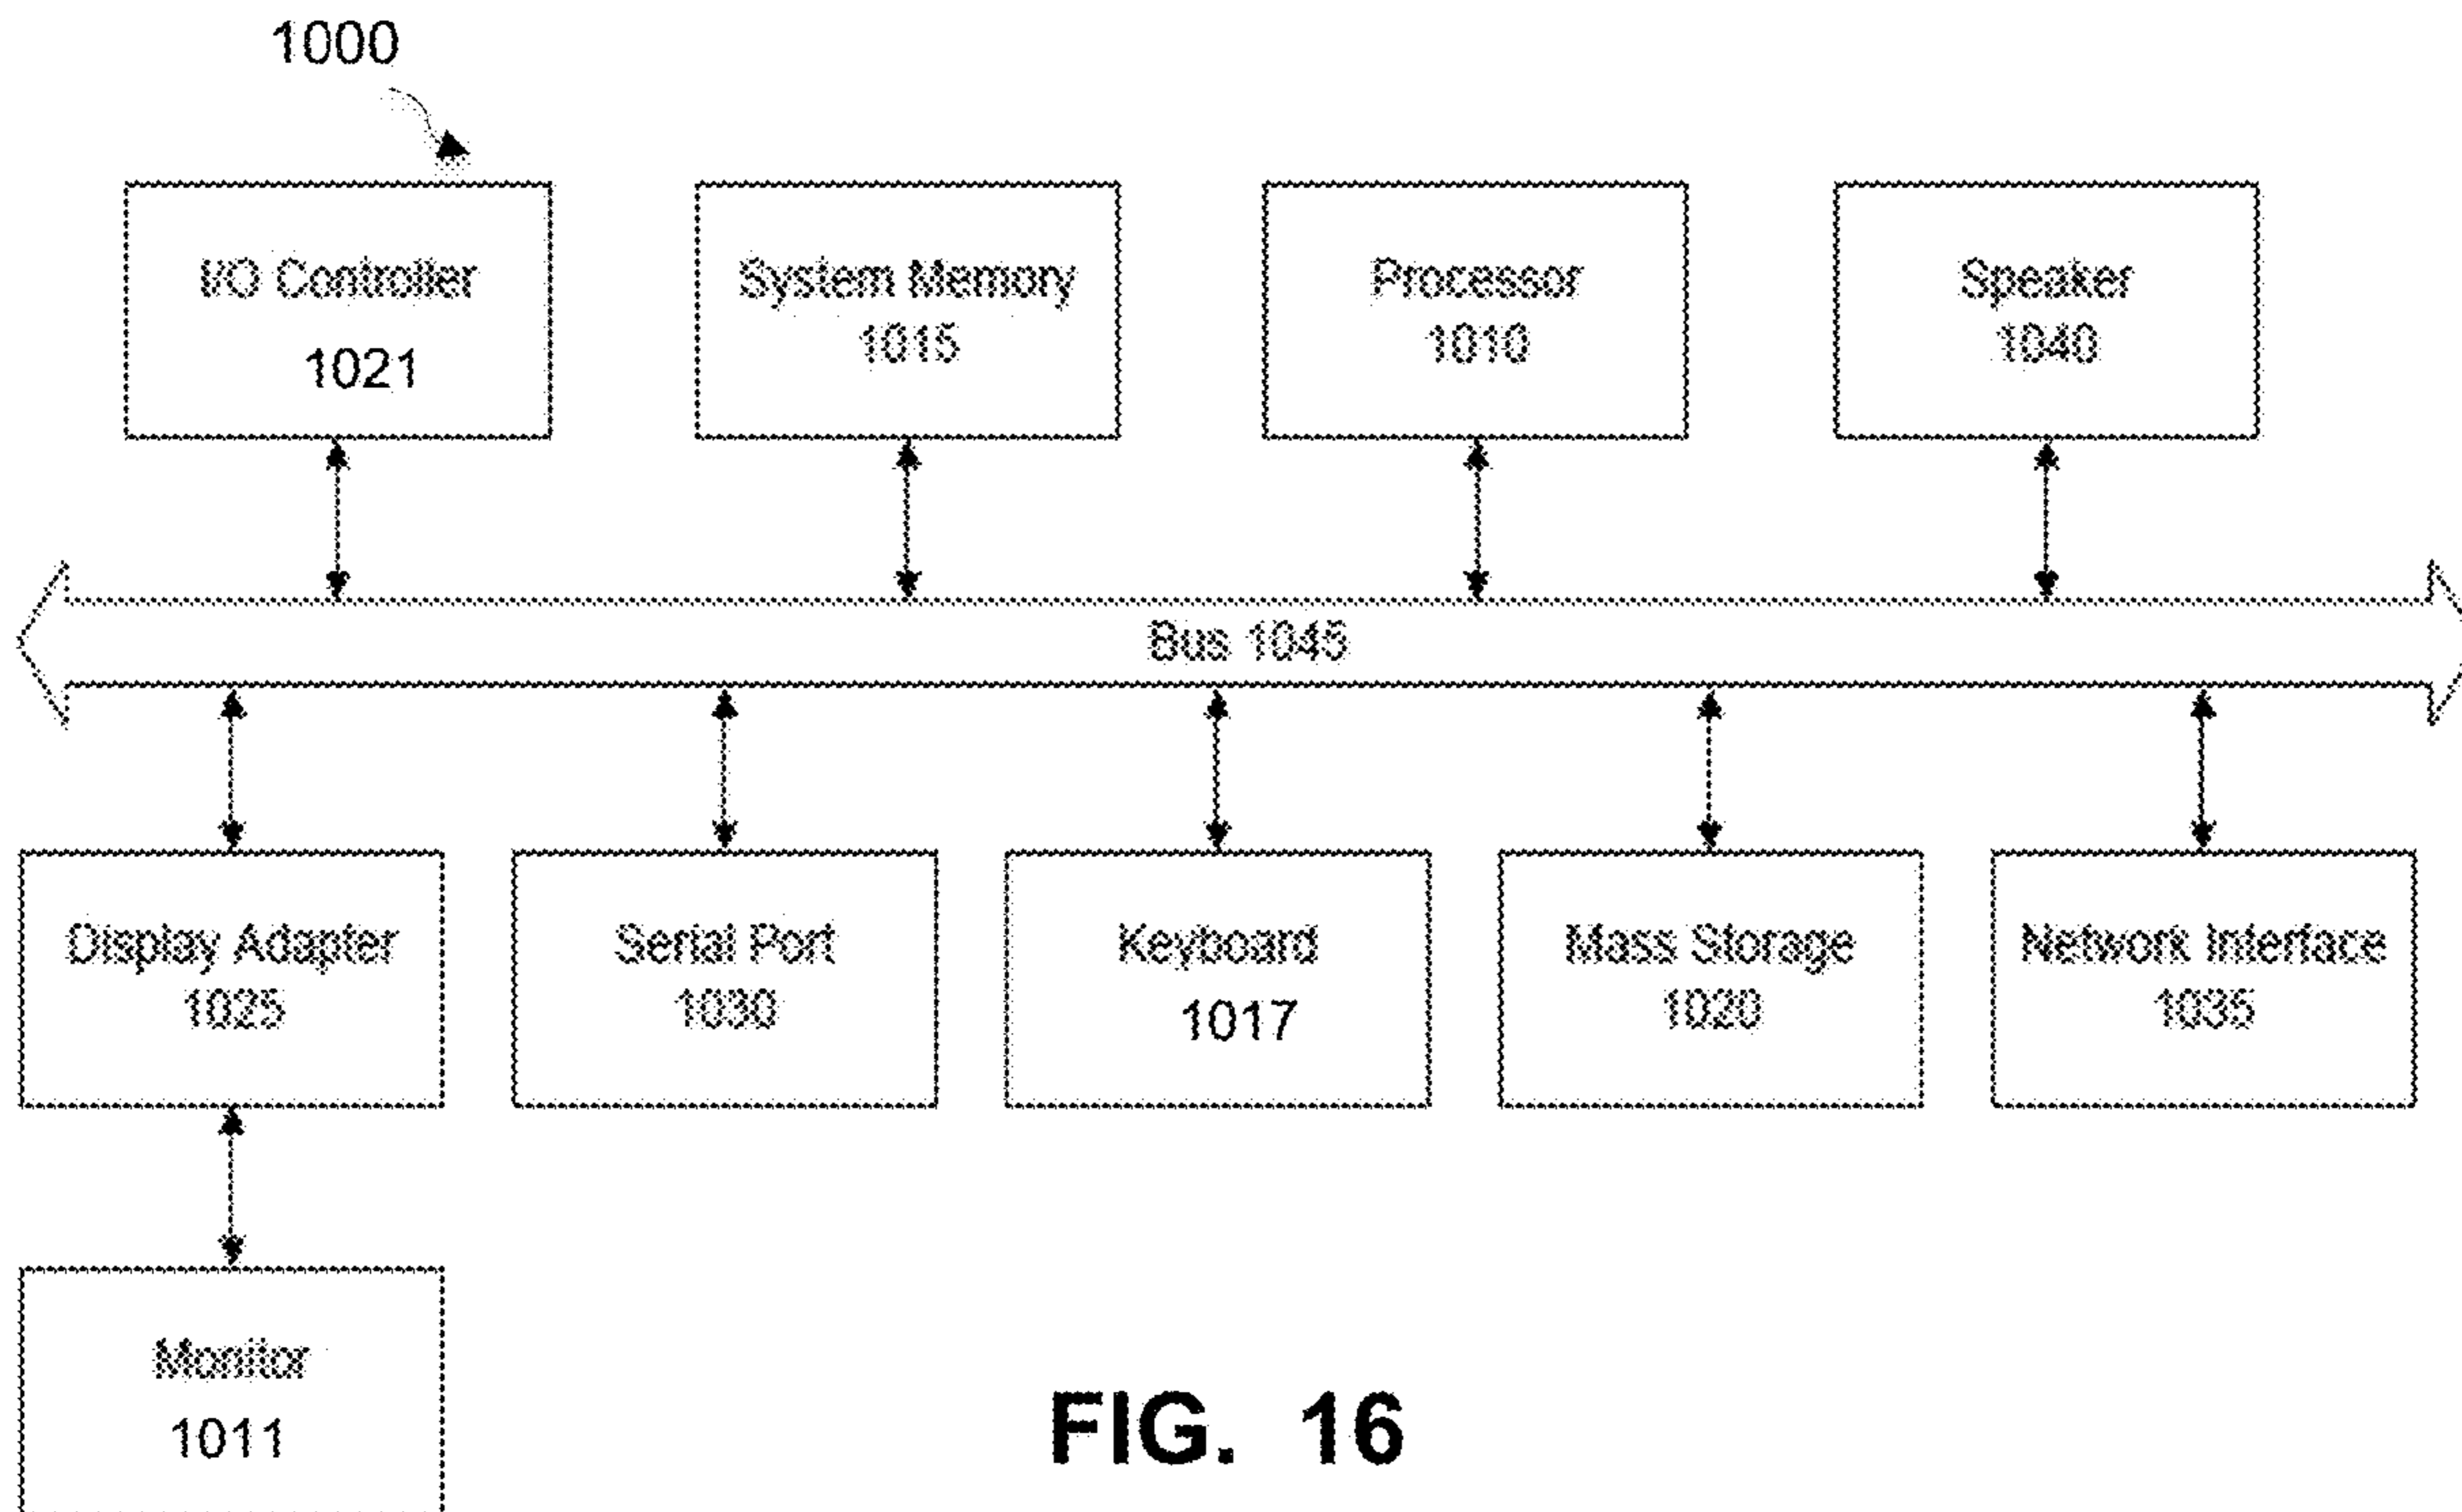 1000
I/O Controller
1021
System Memory
1015
Processor
1010
Speaker
1040
Bus 1045
Display Adapter
1025
Serial Port
1030
Keyboard
1017
Mass Storage
1020
Network Interface
1035
Monitor
1011
FIG. 16